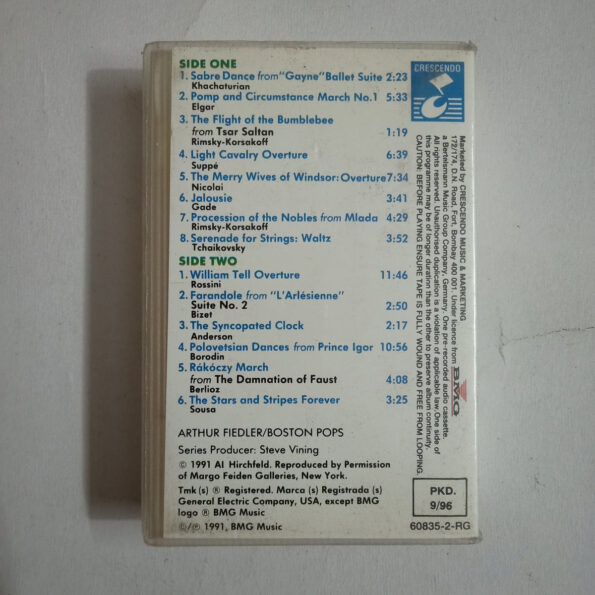 SIDE ONE
1. Sabre Dance from "Gayne" Ballet Suite 2:23
Khachaturian
2. Pomp and Circumstance March No.1 5:33
Elgar
3. The Flight of the Bumblebee
from Tsar Saltan 1:19
Rimsky-Korsakoff
4. Light Cavalry Overture 6:39
Suppé
5. The Merry Wives of Windsor: Overture 7:34
Nicolai
6. Jalousie 3:41
Gade
7. Procession of the Nobles from Mlada 4:29
Rimsky-Korsakoff
8. Serenade for Strings: Waltz 3:52
Tchaikovsky
SIDE TWO
1. William Tell Overture 11:46
Rossini
2. Farandole from "L'Arlésienne"
Suite No. 2 2:50
Bizet
3. The Syncopated Clock 2:17
Anderson
4. Polovetsian Dances from Prince Igor 10:56
Borodin
5. Rákóczy March
from The Damnation of Faust 4:08
Berlioz
6. The Stars and Stripes Forever 3:25
Sousa
ARTHUR FIEDLER/BOSTON POPS
Series Producer: Steve Vining
© 1991 Al Hirchfeld. Reproduced by Permission
of Margo Feiden Galleries, New York.
Tmk (s) ® Registered. Marca (s) Registrada (s)
General Electric Company, USA, except BMG
logo ® BMG Music
©/℗ 1991, BMG Music
CRESCENDO
Marketed by CRESCENDO MUSIC & MARKETING
172/174, D.N. Road, Fort, Bombay 400 001. Under licence from BMG
a Bertelsmann Music Group Company, Germany. One pre-recorded audio cassette.
All rights reserved. Unauthorised duplication is a violation of applicable law. One side of
this programme may be of longer duratinn than the other to preserve album continuity.
CAUTION: BEFORE PLAYING ENSURE TAPE IS FULLY WOUND AND FREE FROM LOOPING.
PKD.
9/96
60835-2-RG